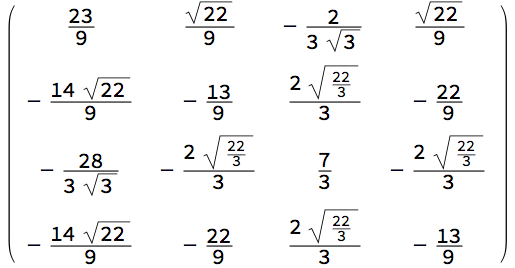 ( 23/9 √22/9 − 2/(3 √3) √22/9 )
− 14 √22/9 − 13/9 2 √(22/3)/3 − 22/9
− 28/(3 √3) − 2 √(22/3)/3 7/3 − 2 √(22/3)/3
− 14 √22/9 − 22/9 2 √(22/3)/3 − 13/9